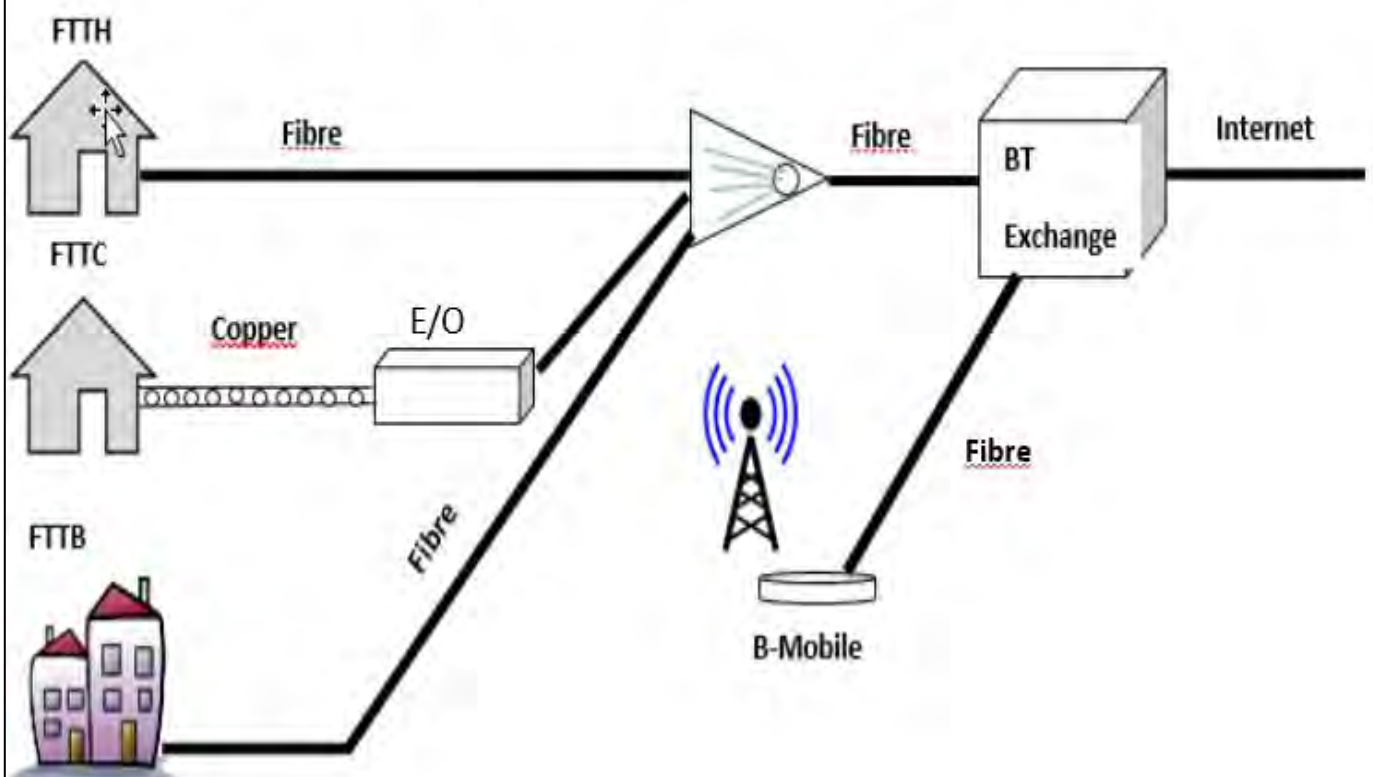 FTTH
Fibre
Fibre
Internet
BT
Exchange
FTTC
Copper
E/O
Fibre
Fibre
FTTB
B-Mobile